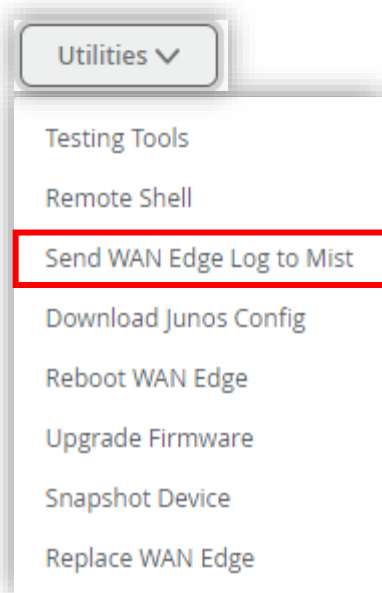 Utilities
Testing Tools
Remote Shell
Send WAN Edge Log to Mist
Download Junos Config
Reboot WAN Edge
Upgrade Firmware
Snapshot Device
Replace WAN Edge